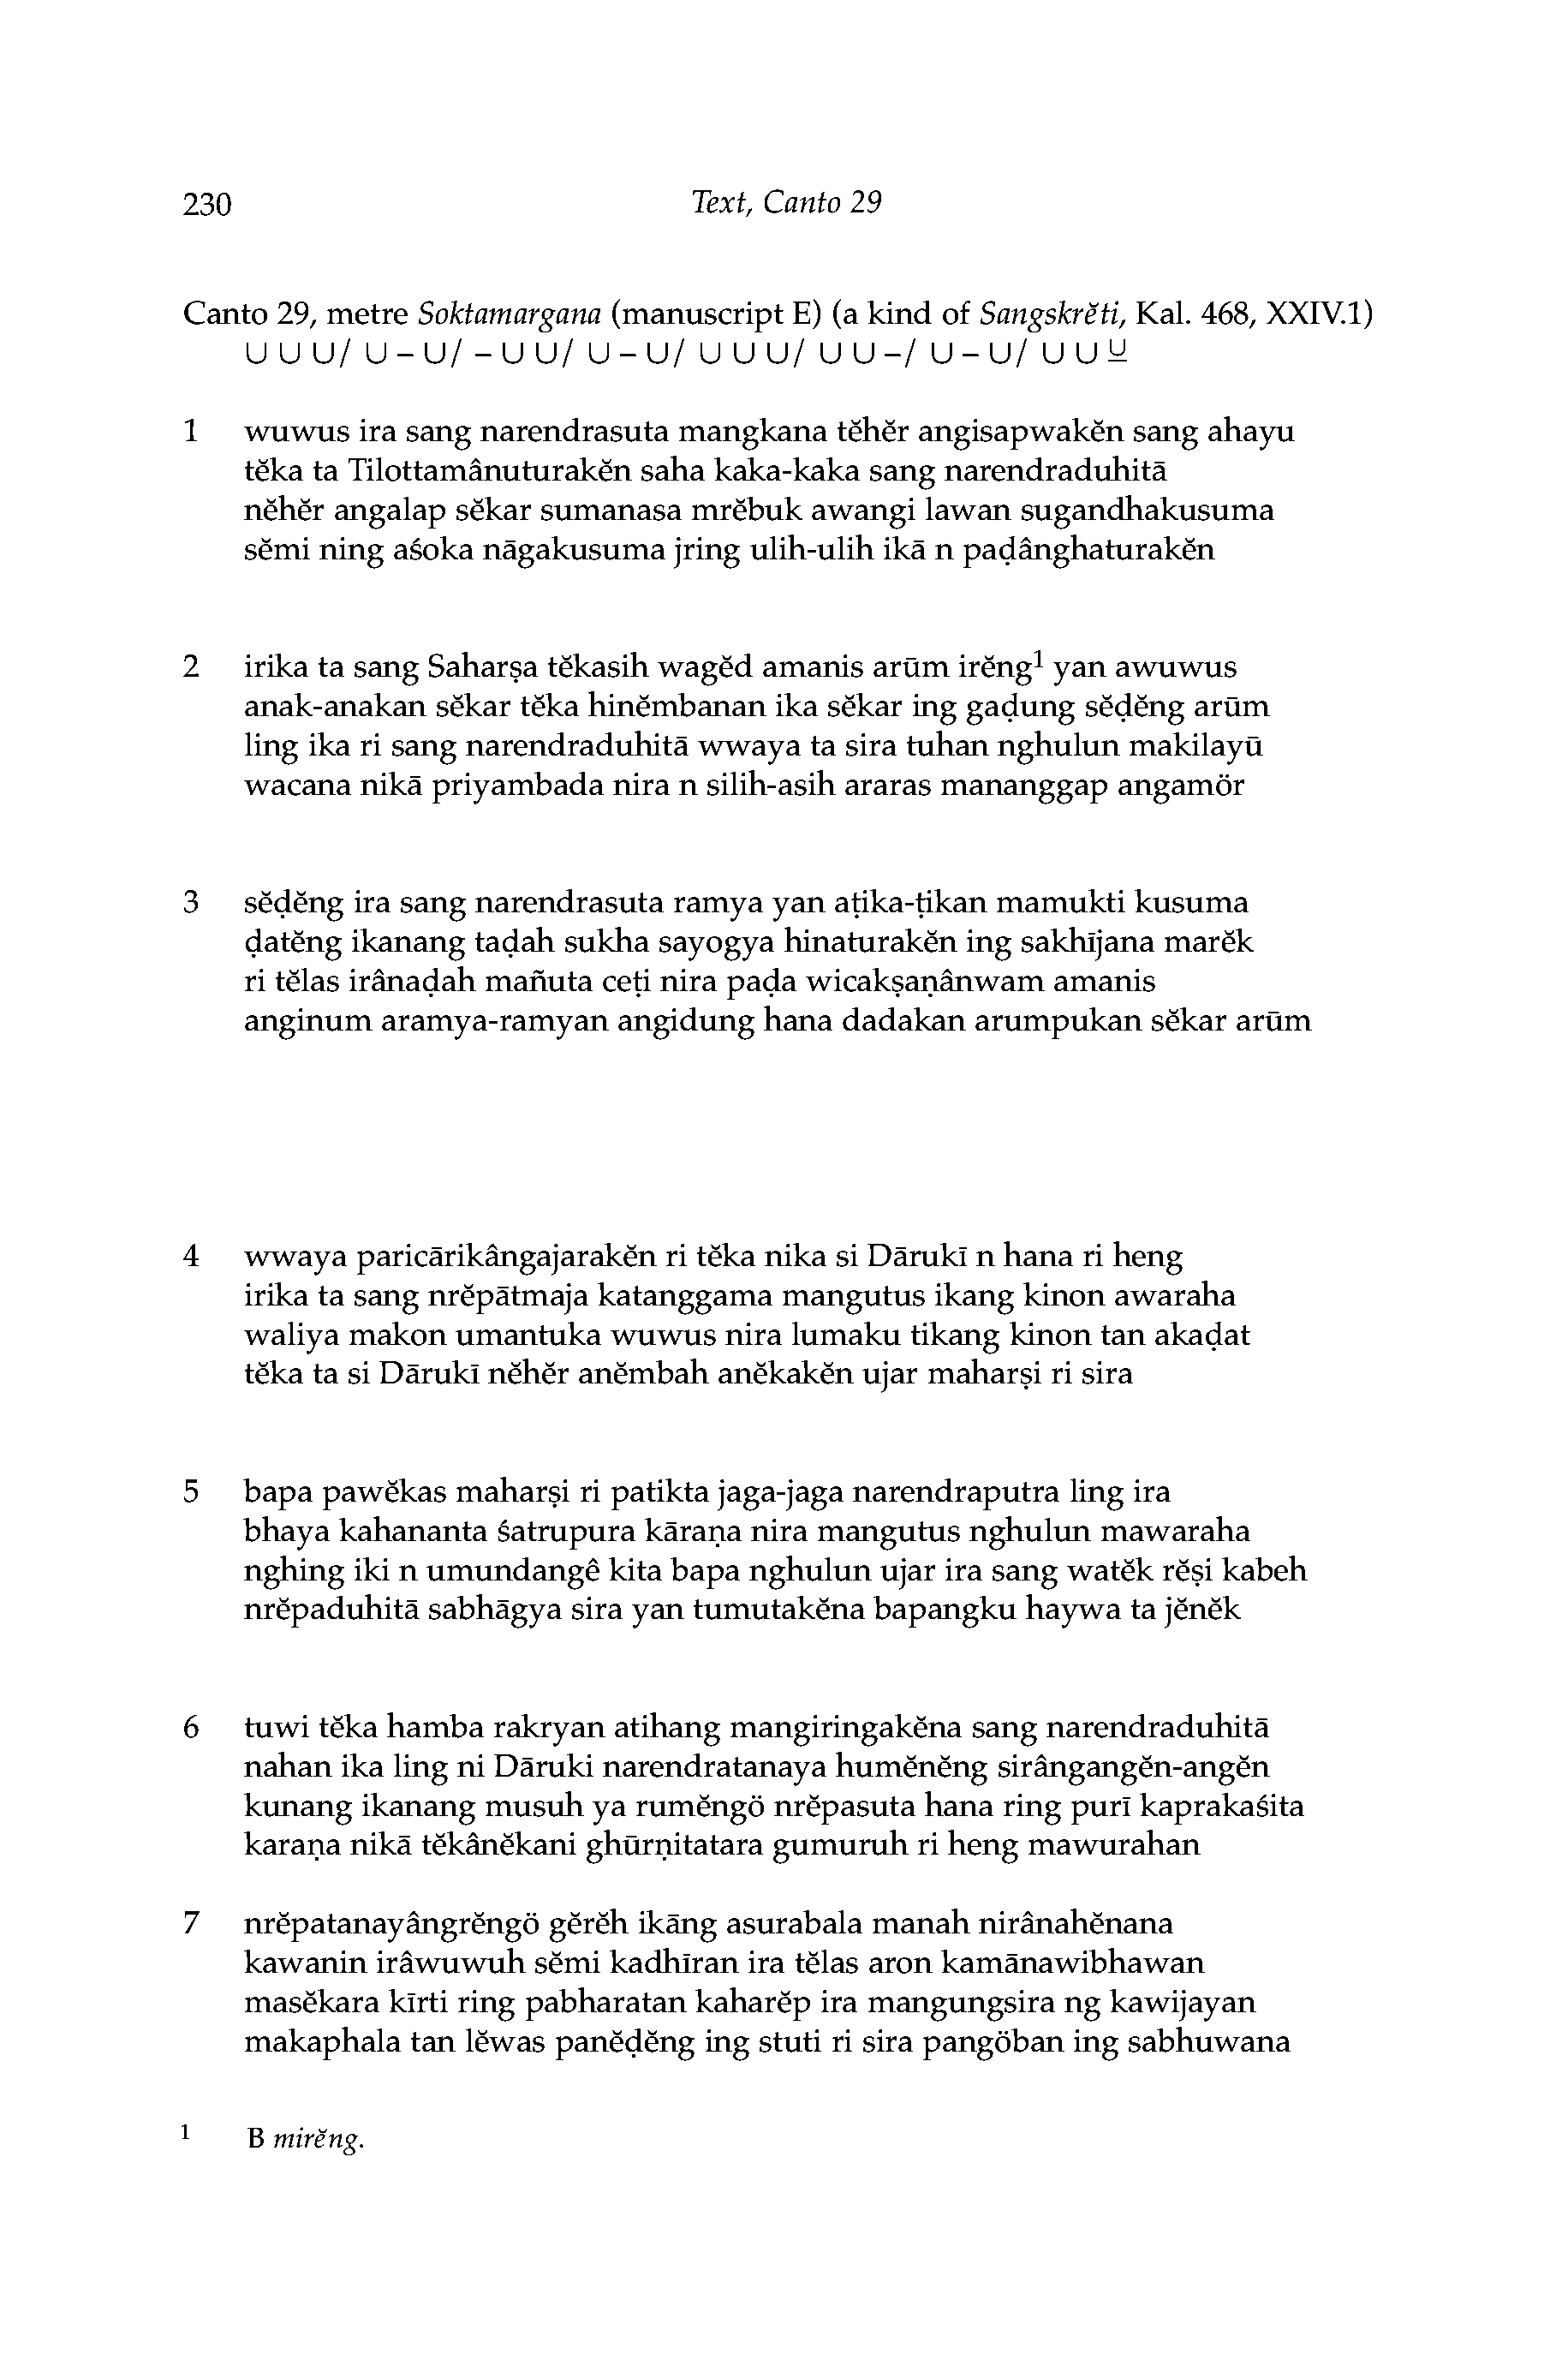 230 Text, Canto 29
Canto 29, metre Soktamargana (manuscript E) (a kind of Sangskrĕti, Kal. 468, XXIV.1)
∪ ∪ ∪/ ∪ – ∪/ – ∪ ∪/ ∪ – ∪/ ∪ ∪ ∪/ ∪ ∪ –/ ∪ – ∪/ ∪ ∪ ⊻
1 wuwus ira sang narendrasuta mangkana tĕhĕr angisapwakĕn sang ahayu
tĕka ta Tilottamânuturakĕn saha kaka-kaka sang narendraduhitā
nĕhĕr angalap sĕkar sumanasa mrĕbuk awangi lawan sugandhakusuma
sĕmi ning aśoka nāgakusuma jring ulih-ulih ikā n paḍânghaturakĕn
2 irika ta sang Saharṣa tĕkasih wagĕd amanis arūm irĕng¹ yan awuwus
anak-anakan sĕkar tĕka hinĕmbanan ika sĕkar ing gaḍung sĕḍĕng arūm
ling ika ri sang narendraduhitā wwaya ta sira tuhan nghulun makilayū
wacana nikā priyambada nira n silih-asih araras mananggap angamör
3 sĕḍĕng ira sang narendrasuta ramya yan aṭika-ṭikan mamukti kusuma
ḍatĕng ikanang taḍah sukha sayogya hinaturakĕn ing sakhījana marĕk
ri tĕlas irânaḍah mañuta ceṭi nira paḍa wicakṣaṇânwam amanis
anginum aramya-ramyan angidung hana dadakan arumpukan sĕkar arūm
4 wwaya paricārikângajarakĕn ri tĕka nika si Dārukī n hana ri heng
irika ta sang nrĕpātmaja katanggama mangutus ikang kinon awaraha
waliya makon umantuka wuwus nira lumaku tikang kinon tan akaḍat
tĕka ta si Dārukī nĕhĕr anĕmbah anĕkakĕn ujar maharṣi ri sira
5 bapa pawĕkas maharṣi ri patikta jaga-jaga narendraputra ling ira
bhaya kahananta śatrupura kāraṇa nira mangutus nghulun mawaraha
nghing iki n umundangê kita bapa nghulun ujar ira sang watĕk rĕṣi kabeh
nrĕpaduhitā sabhāgya sira yan tumutakĕna bapangku haywa ta jĕnĕk
6 tuwi tĕka hamba rakryan atihang mangiringakĕna sang narendraduhitā
nahan ika ling ni Dāruki narendratanaya humĕnĕng sirângangĕn-angĕn
kunang ikanang musuh ya rumĕngö nrĕpasuta hana ring purī kaprakaśita
karaṇa nikā tĕkânĕkani ghūrṇitatara gumuruh ri heng mawurahan
7 nrĕpatanayângrĕngö gĕrĕh ikāng asurabala manah nirânahĕnana
kawanin irâwuwuh sĕmi kadhīran ira tĕlas aron kamānawibhawan
masĕkara kīrti ring pabharatan kaharĕp ira mangungsira ng kawijayan
makaphala tan lĕwas panĕḍĕng ing stuti ri sira pangöban ing sabhuwana
1 B mirĕng.